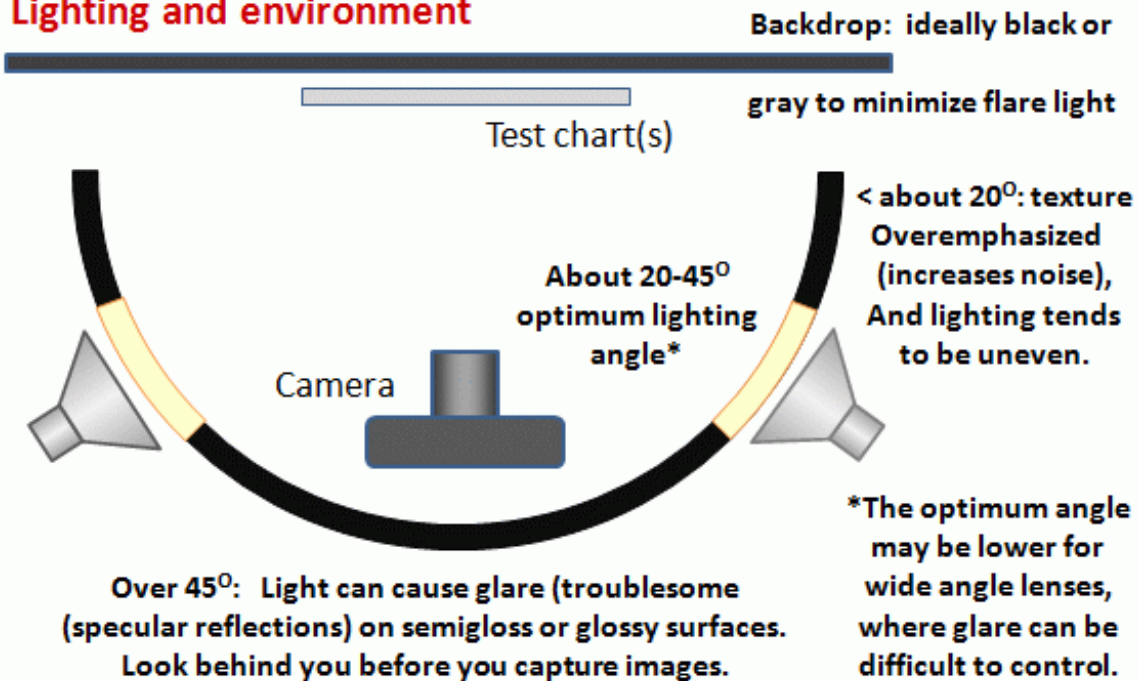 Lighting and environment
Backdrop: ideally black or
gray to minimize flare light
Test chart(s)
< about 20⁰: texture
Overemphasized
(increases noise),
And lighting tends
to be uneven.
About 20-45⁰
optimum lighting
angle*
Camera
*The optimum angle
may be lower for
wide angle lenses,
where glare can be
difficult to control.
Over 45⁰: Light can cause glare (troublesome
(specular reflections) on semigloss or glossy surfaces.
Look behind you before you capture images.